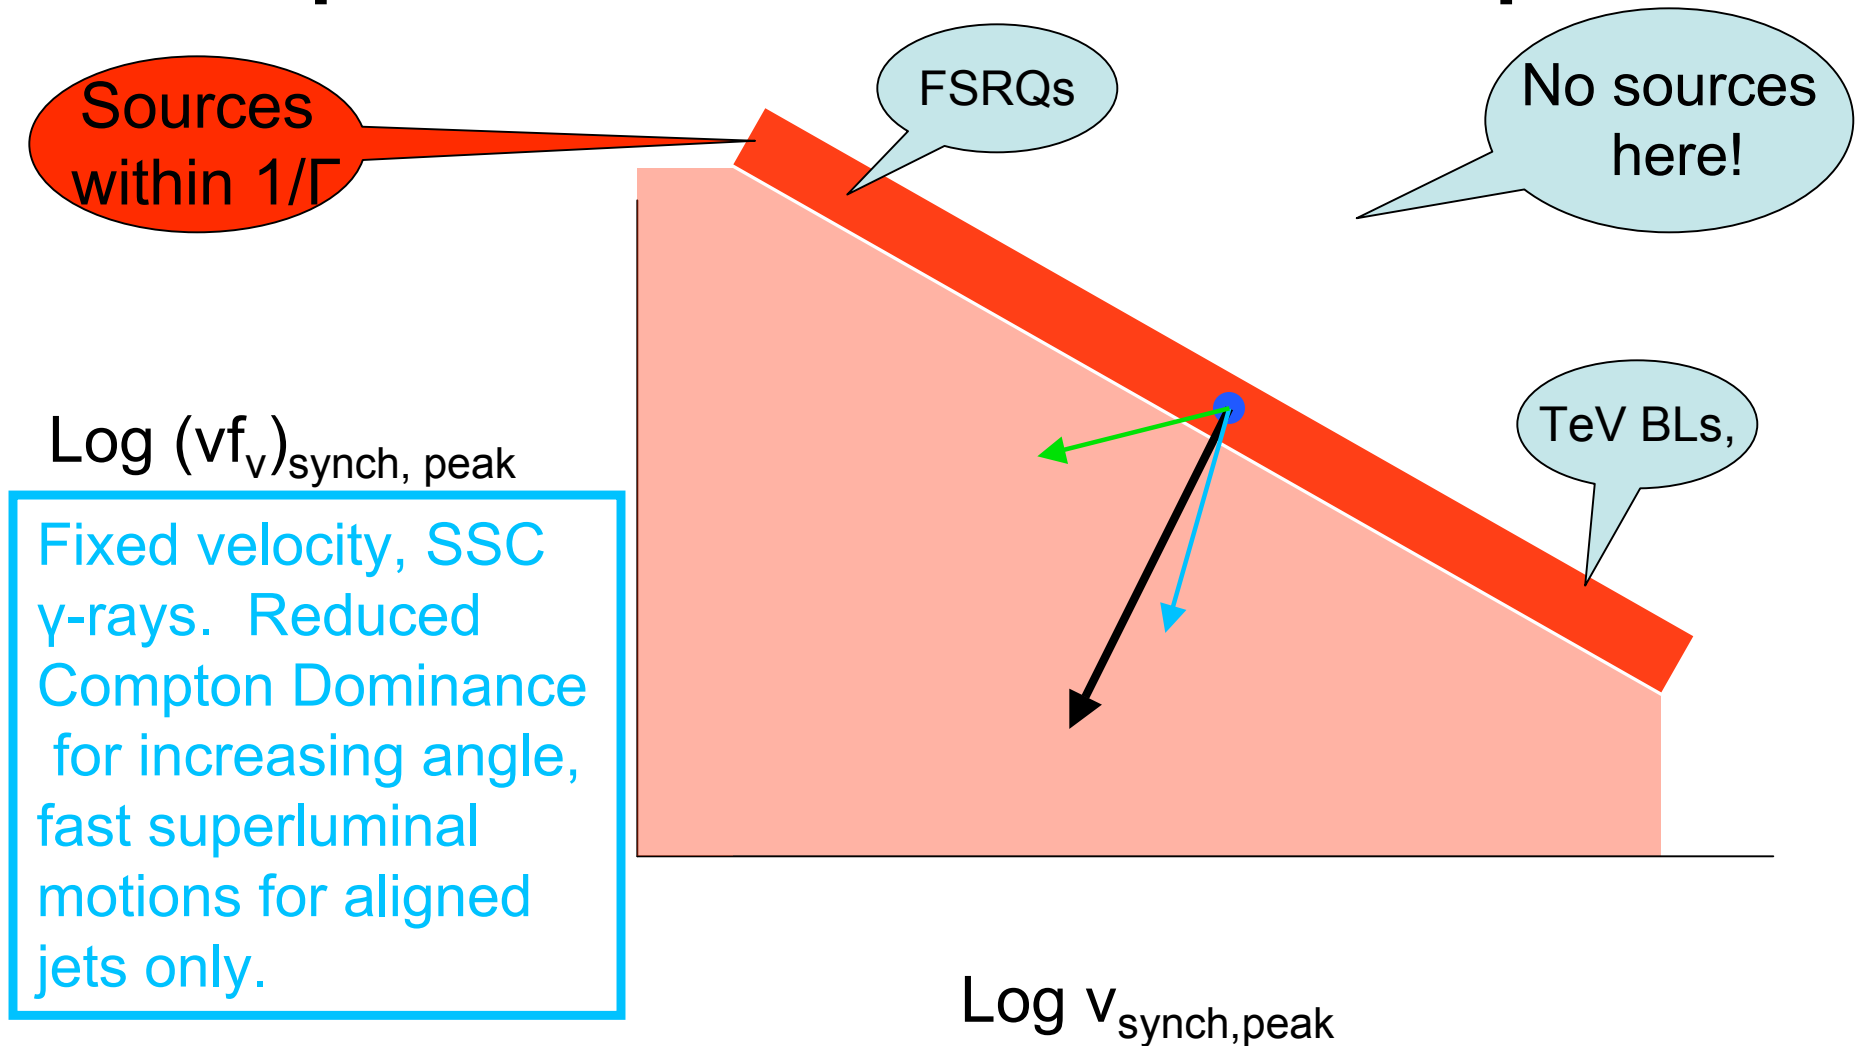 Sources
within 1/Γ
FSRQs
No sources
here!
TeV BLs,
Log (νfν)synch, peak
Fixed velocity, SSC
γ-rays.  Reduced
Compton Dominance
for increasing angle,
fast superluminal
motions for aligned
jets only.
Log νsynch,peak